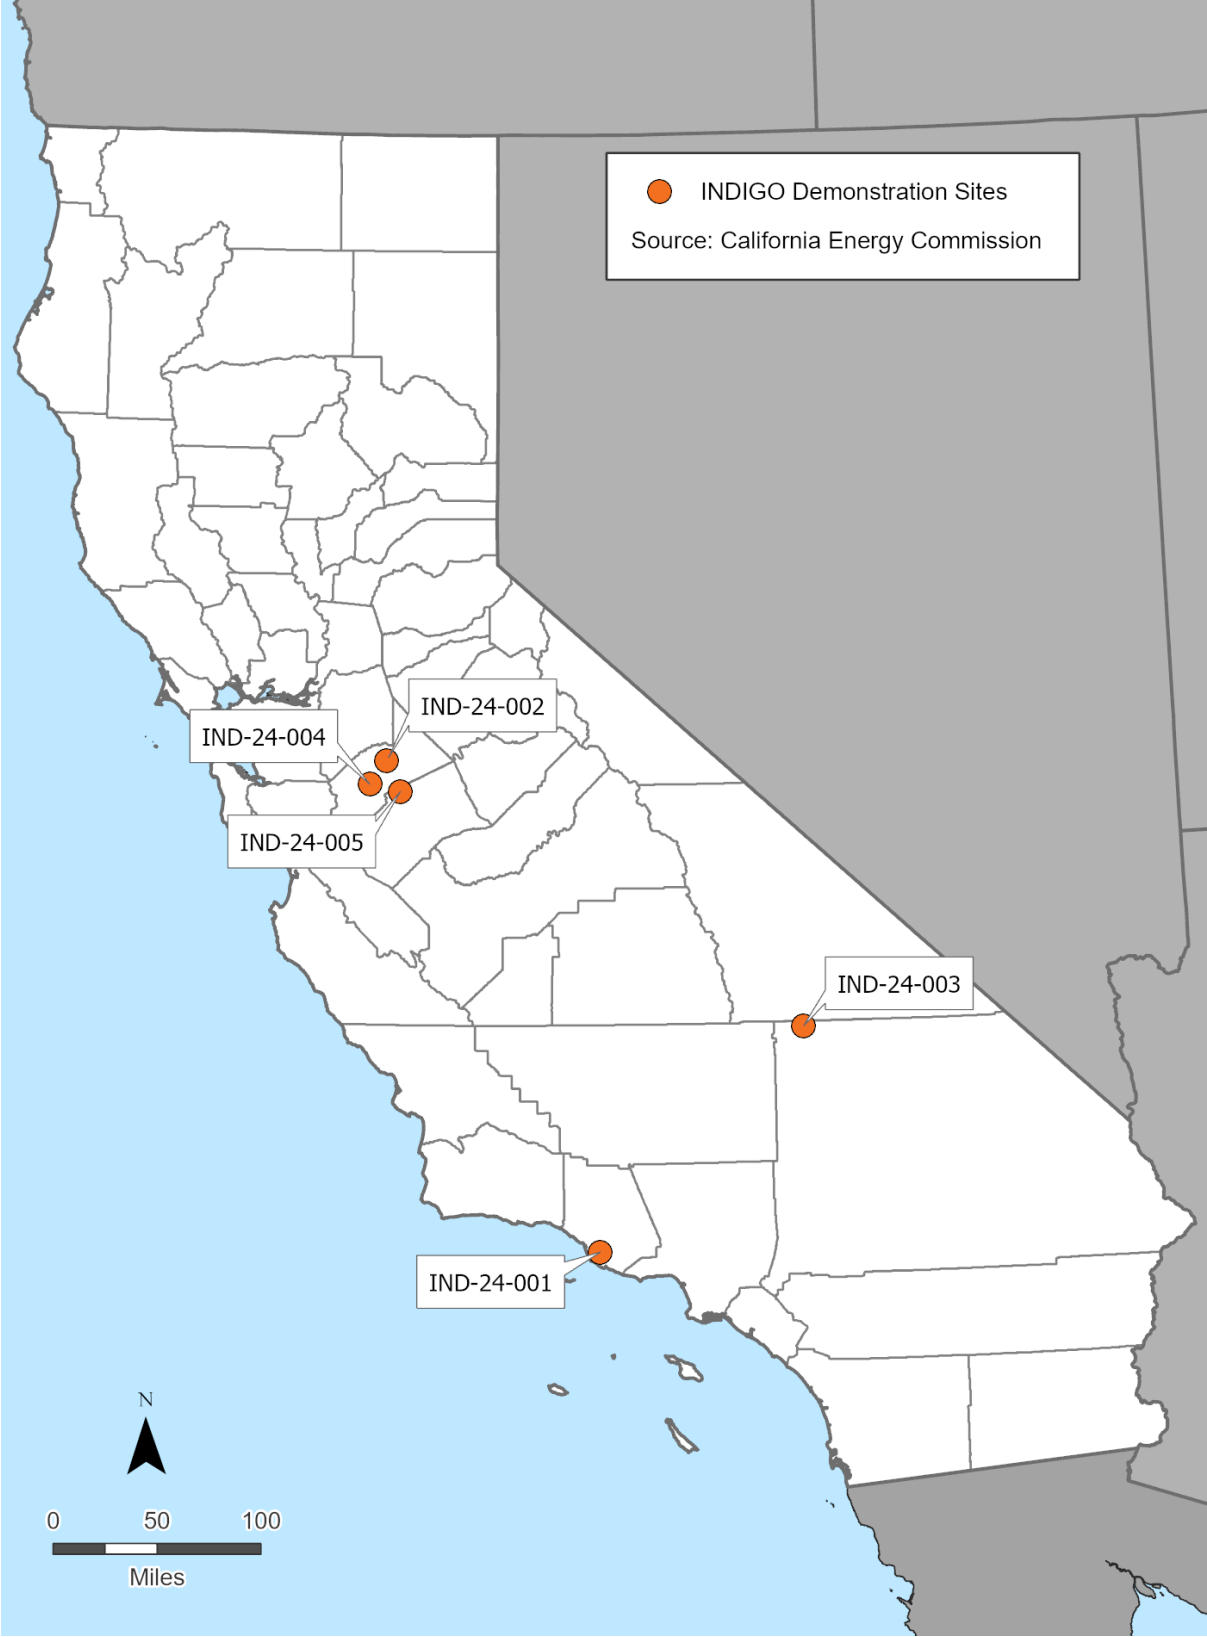 INDIGO Demonstration Sites
Source: California Energy Commission
IND-24-002
IND-24-004
IND-24-005
IND-24-003
IND-24-001
N
0 50 100
Miles